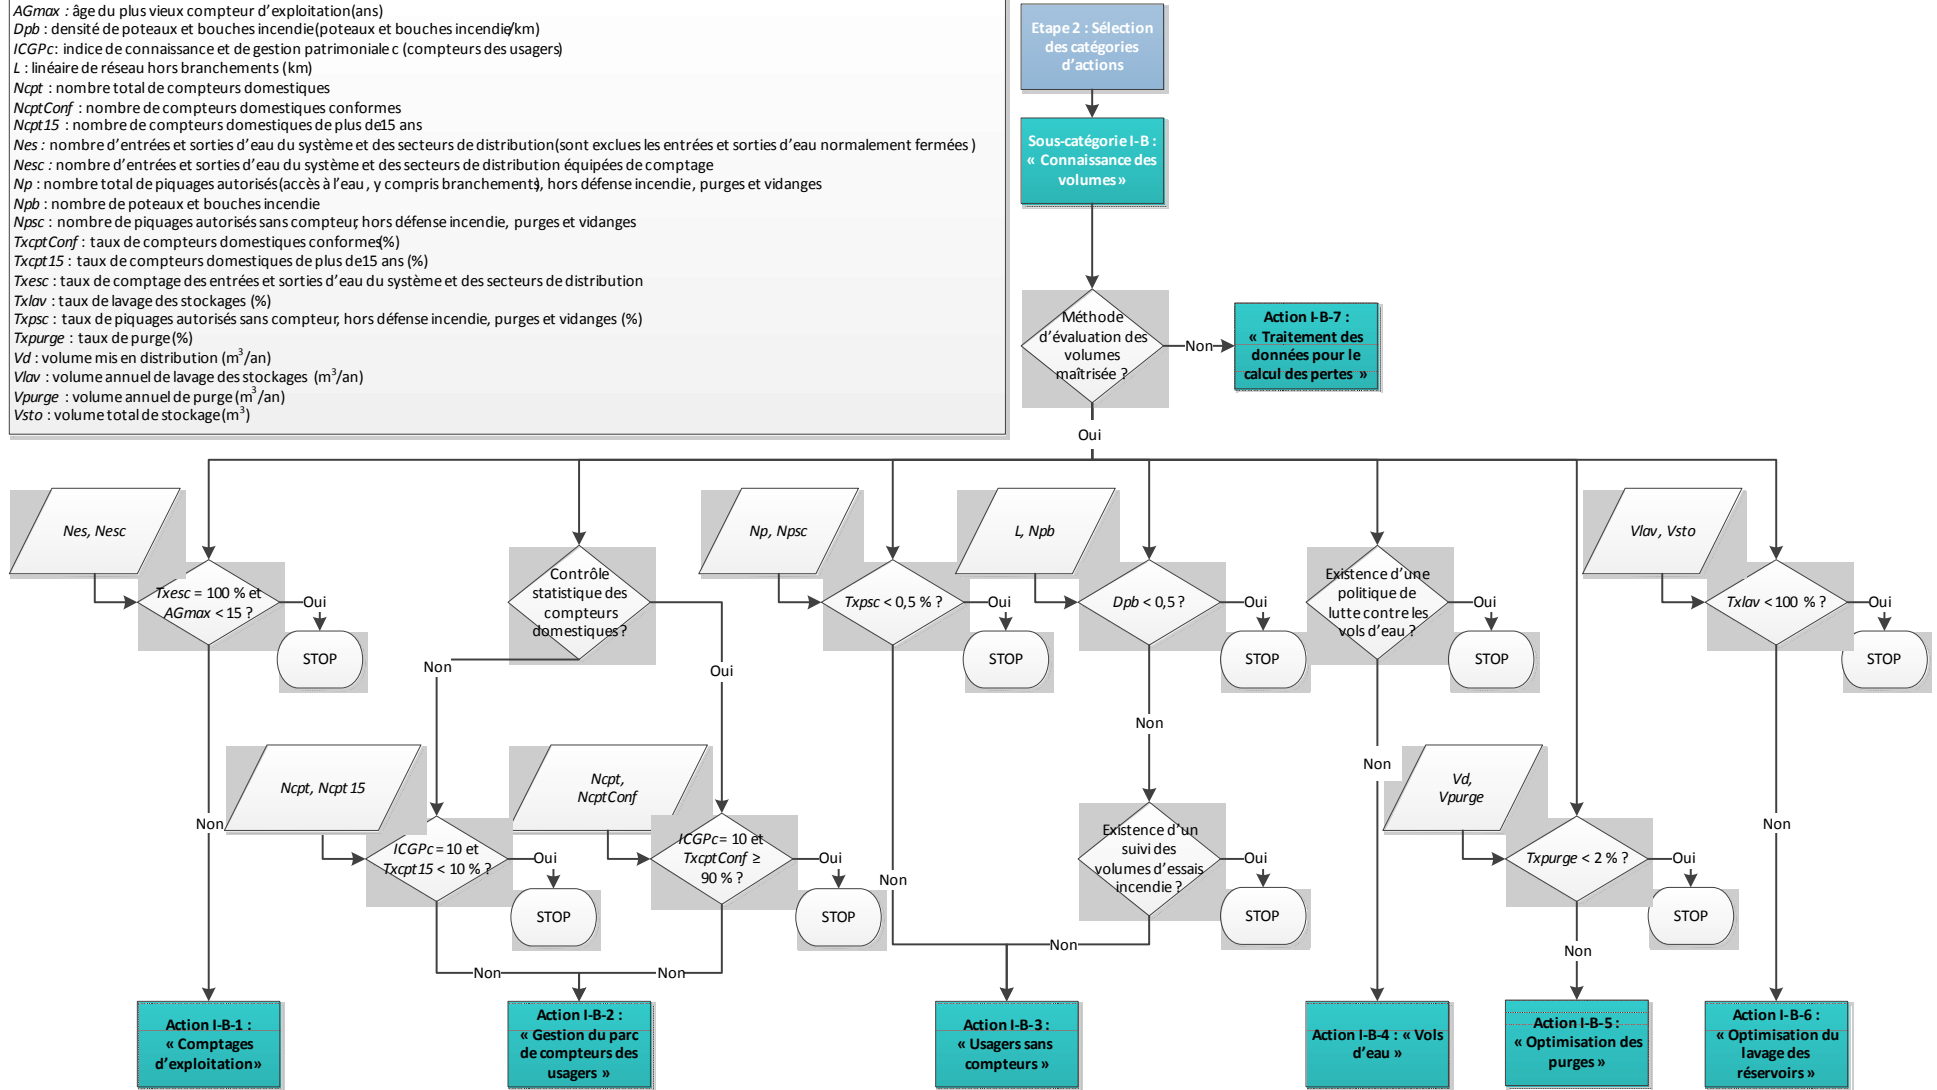 AGmax : âge du plus vieux compteur d'exploitation(ans)
Dpb : densité de poteaux et bouches incendie(poteaux et bouches incendie/km)
ICGPc: indice de connaissance et de gestion patrimoniale c (compteurs des usagers)
L : linéaire de réseau hors branchements (km)
Ncpt : nombre total de compteurs domestiques
NcptConf : nombre de compteurs domestiques conformes
Ncpt15 : nombre de compteurs domestiques de plus de15 ans
Nes : nombre d'entrées et sorties d'eau du système et des secteurs de distribution(sont exclues les entrées et sorties d'eau normalement fermées )
Nesc : nombre d'entrées et sorties d'eau du système et des secteurs de distribution équipées de comptage
Np : nombre total de piquages autorisés(accès à l'eau , y compris branchements), hors défense incendie , purges et vidanges
Npb : nombre de poteaux et bouches incendie
Npsc : nombre de piquages autorisés sans compteur, hors défense incendie, purges et vidanges
TxcptConf : taux de compteurs domestiques conformes(%)
Txcpt15 : taux de compteurs domestiques de plus de15 ans (%)
Txesc : taux de comptage des entrées et sorties d'eau du système et des secteurs de distribution
Txlav : taux de lavage des stockages (%)
Txpsc : taux de piquages autorisés sans compteur, hors défense incendie, purges et vidanges (%)
Txpurge : taux de purge(%)
Vd : volume mis en distribution (m³/an)
Vlav : volume annuel de lavage des stockages (m³/an)
Vpurge : volume annuel de purge(m³/an)
Vsto : volume total de stockage(m³)
Etape 2 : Sélection
des catégories
d'actions
Sous-catégorie I-B :
« Connaissance des
volumes »
Méthode
d'évaluation des
volumes
maîtrisée ?
Non
Action I-B-7 :
« Traitement des
données pour le
calcul des pertes »
Oui
Nes, Nesc
Txesc = 100 % et
AGmax < 15 ?
Oui
STOP
Non
Contrôle
statistique des
compteurs
domestiques ?
Non
Oui
Ncpt, Ncpt 15
ICGPc = 10 et
Txcpt15 < 10 % ?
Oui
STOP
Non
Ncpt,
NcptConf
ICGPc = 10 et
TxcptConf ≥
90 % ?
Oui
STOP
Non
Np, Npsc
Txpsc < 0,5 % ?
Oui
STOP
Non
L, Npb
Dpb < 0,5 ?
Oui
STOP
Non
Existence d'un
suivi des
volumes d'essais
incendie ?
Oui
STOP
Non
Existence d'une
politique de
lutte contre les
vols d'eau ?
Oui
STOP
Non
Vd,
Vpurge
Txpurge < 2 % ?
Oui
STOP
Non
Vlav, Vsto
Txlav < 100 % ?
Oui
STOP
Non
Action I-B-1 :
« Comptages
d'exploitation»
Action I-B-2 :
« Gestion du parc
de compteurs des
usagers »
Action I-B-3 :
« Usagers sans
compteurs »
Action I-B-4 : « Vols
d'eau »
Action I-B-5 :
« Optimisation des
purges »
Action I-B-6 :
« Optimisation du
lavage des
réservoirs »